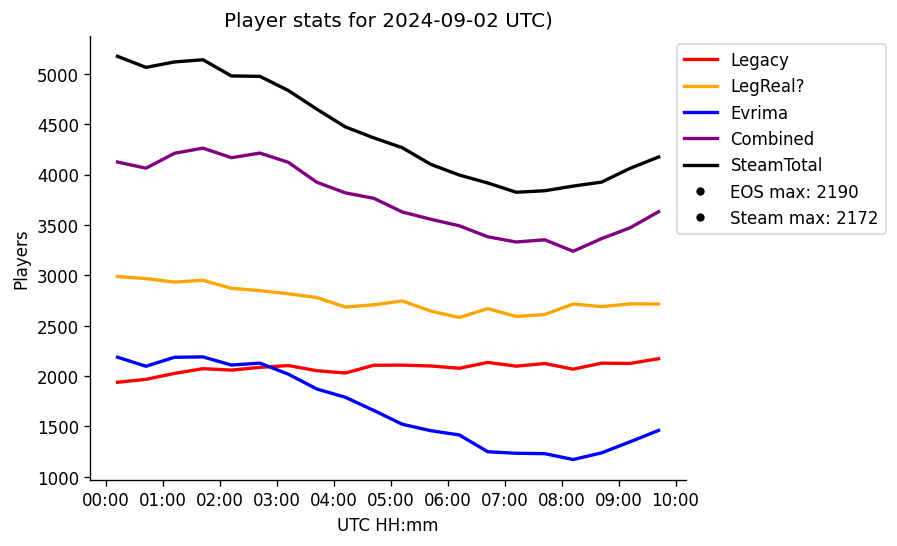 Player stats for 2024-09-02 UTC)
Players
5000
4500
4000
3500
3000
2500
2000
1500
1000
00:00 01:00 02:00 03:00 04:00 05:00 06:00 07:00 08:00 09:00 10:00
UTC HH:mm
Legacy
LegReal?
Evrima
Combined
SteamTotal
EOS max: 2190
Steam max: 2172